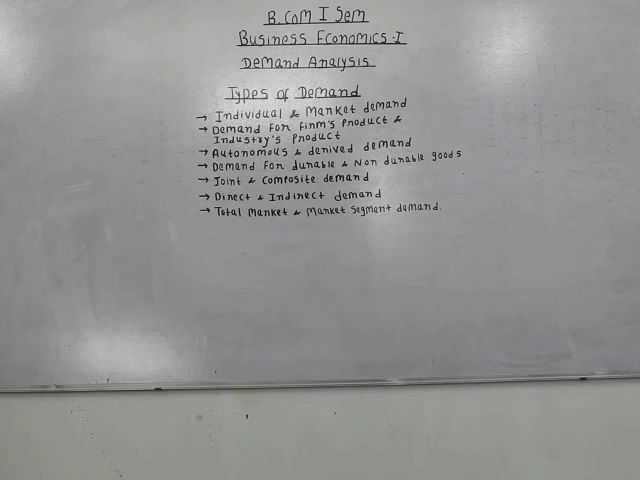 B.Com I Sem
Business Economics-I
Demand Analysis
Types of Demand
→ Individual & Market demand
→ Demand for firm's product &
Industry's product
→ Autonomous & derived demand
→ Demand for durable & Non durable goods
→ Joint & Composite demand
→ Direct & Indirect demand
→ Total Market & Market Segment demand.